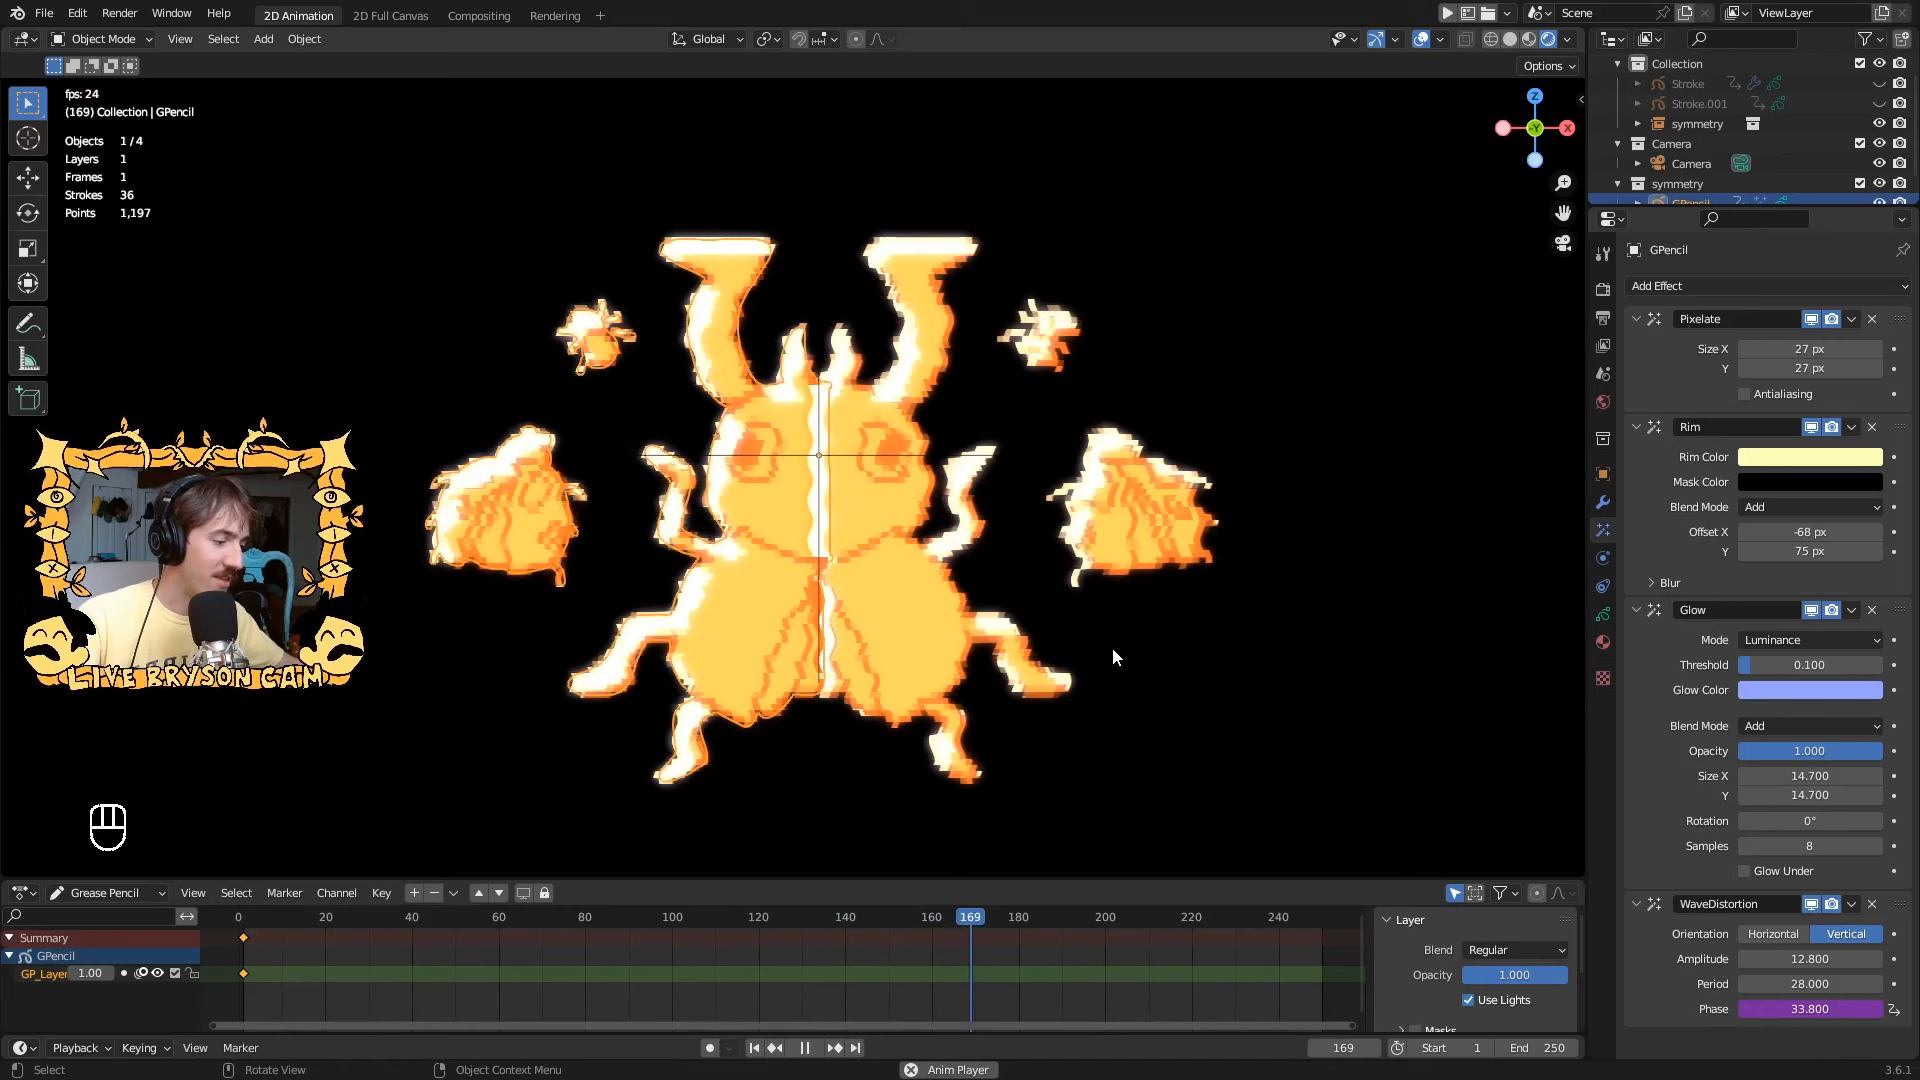 File Edit Render Window Help 2D Animation 2D Full Canvas Compositing Rendering + Scene ViewLayer
Object Mode View Select Add Object Global
Options
fps: 24
(169) Collection | GPencil
Objects 1 / 4
Layers 1
Frames 1
Strokes 36
Points 1,197
Z
-Y
X
LIVE BRYSON CAM
Collection
Stroke
Stroke.001
symmetry
Camera
Camera
symmetry
GPencil
GPencil
Add Effect
Pixelate
Size X 27 px
Y 27 px
Antialiasing
Rim
Rim Color
Mask Color
Blend Mode Add
Offset X -68 px
Y 75 px
Blur
Glow
Mode Luminance
Threshold 0.100
Glow Color
Blend Mode Add
Opacity 1.000
Size X 14.700
Y 14.700
Rotation 0°
Samples 8
Glow Under
WaveDistortion
Orientation Horizontal Vertical
Amplitude 12.800
Period 28.000
Phase 33.800
Grease Pencil View Select Marker Channel Key
0 20 40 60 80 100 120 140 160 169 180 200 220 240
Summary
GPencil
GP_Layer 1.00
Layer
Blend Regular
Opacity 1.000
Use Lights
Masks
Playback Keying View Marker 169 Start 1 End 250
Select Rotate View Object Context Menu Anim Player 3.6.1